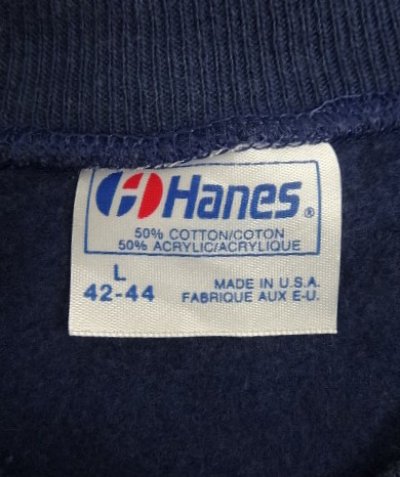 Hanes®
50% COTTON/COTON
50% ACRYLIC/ACRYLIQUE
L
42-44
MADE IN U.S.A.
FABRIQUE AUX E-U.